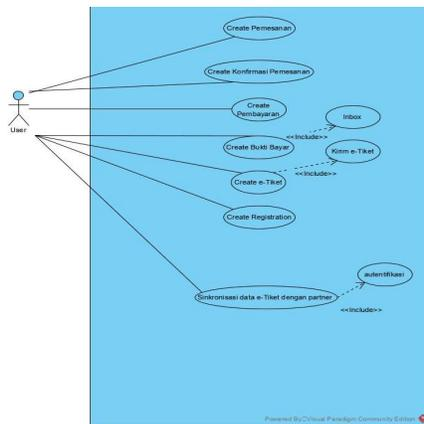 Create Pemesanan
Create Konfirmasi Pemesanan
User
Create
Pembayaran
Inbox
<<Include>>
Create Bukti Bayar
Kirim e-Tiket
<<Include>>
Create e-Tiket
Create Registration
autentifikasi
Sinkronisasi data e-Tiket dengan partner
<<Include>>
Powered By Visual Paradigm Community Edition